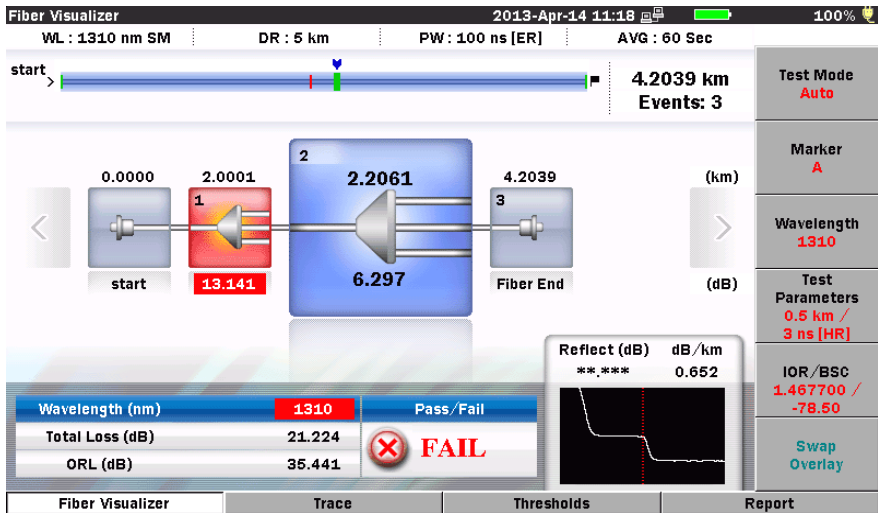 Fiber Visualizer 2013-Apr-14 11:18 100%
WL : 1310 nm SM DR : 5 km PW : 100 ns [ER] AVG : 60 Sec
start
4.2039 km
Events: 3
0.0000 2.0001 2.2061 4.2039 (km)
1 2 3
start 13.141 6.297 Fiber End (dB)
Reflect (dB) dB/km
**.*** 0.652
Wavelength (nm) 1310 Pass/Fail
Total Loss (dB) 21.224 FAIL
ORL (dB) 35.441
Test Mode
Auto
Marker
A
Wavelength
1310
Test
Parameters
0.5 km /
3 ns [HR]
IOR/BSC
1.467700 /
-78.50
Swap
Overlay
Fiber Visualizer Trace Thresholds Report